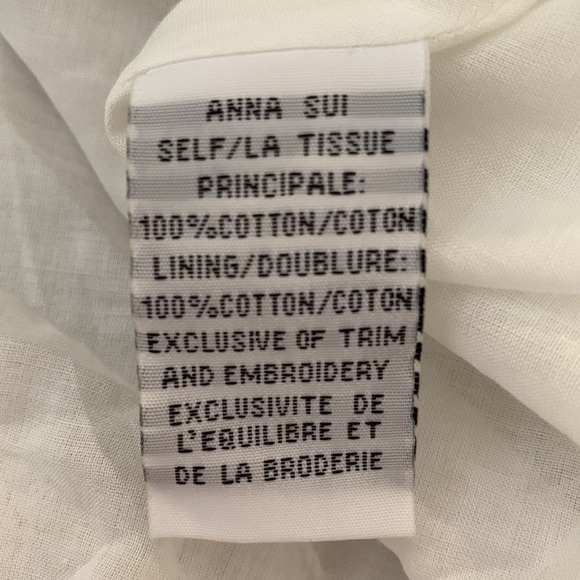 ANNA SUI
SELF/LA TISSUE
PRINCIPALE:
100%COTTON/COTON
LINING/DOUBLURE:
100%COTTON/COTON
EXCLUSIVE OF TRIM
AND EMBROIDERY
EXCLUSIVITE DE
L'EQUILIBRE ET
DE LA BRODERIE